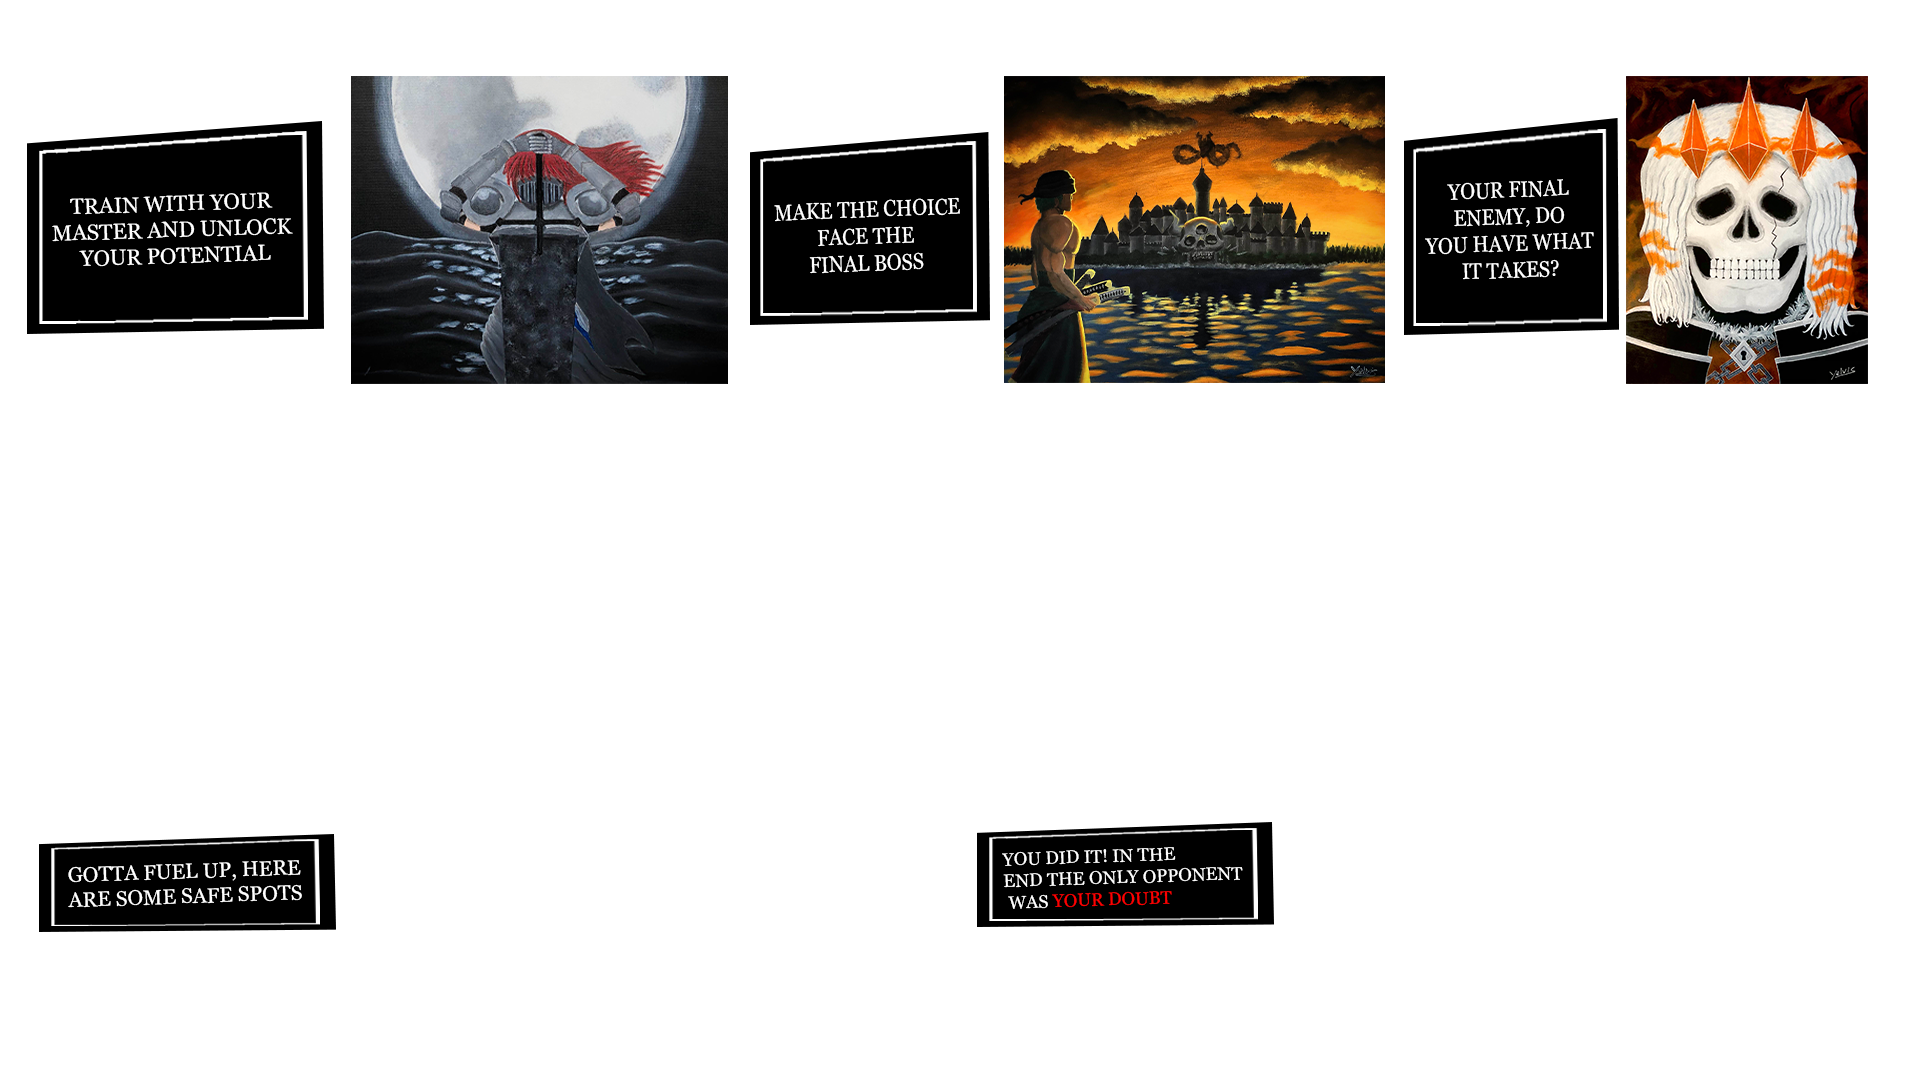 TRAIN WITH YOUR
MASTER AND UNLOCK
YOUR POTENTIAL
MAKE THE CHOICE
FACE THE
FINAL BOSS
YOUR FINAL
ENEMY, DO
YOU HAVE WHAT
IT TAKES?
GOTTA FUEL UP, HERE
ARE SOME SAFE SPOTS
YOU DID IT! IN THE
END THE ONLY OPPONENT
WAS YOUR DOUBT